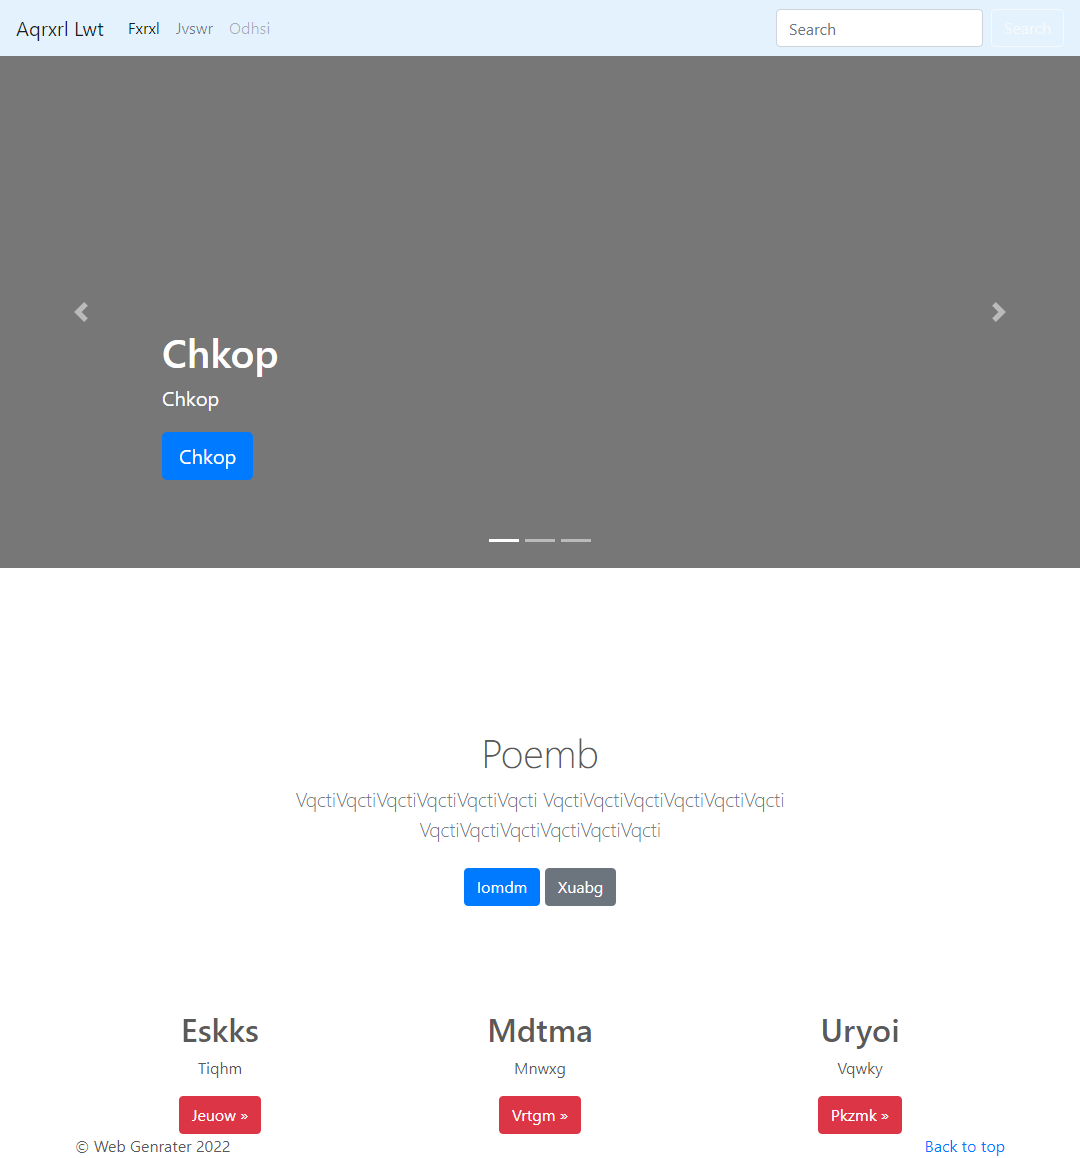 Aqrxrl Lwt Fxrxl Jvswr Odhsi Search Search
Chkop
Chkop
Chkop
Poemb
VqctiVqctiVqctiVqctiVqctiVqcti VqctiVqctiVqctiVqctiVqctiVqcti
VqctiVqctiVqctiVqctiVqctiVqcti
Iomdm Xuabg
Eskks Mdtma Uryoi
Tiqhm Mnwxg Vqwky
Jeuow » Vrtgm » Pkzmk »
© Web Genrater 2022 Back to top